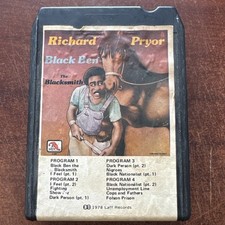 Richard Pryor
Black Ben
The Blacksmith
PROGRAM 1
Black Ben the
Blacksmith
I Feel (pt. 1)
PROGRAM 2
I Feel (pt. 2)
Fighting
Dark Person (pt. 1)
PROGRAM 3
Dark Person (pt. 2)
Nigroes
Black Nationalist (pt. 1)
PROGRAM 4
Black Nationalist (pt. 2)
Unemployment Line
Cops and Fathers
Folsom Prison
1978 Laff Records